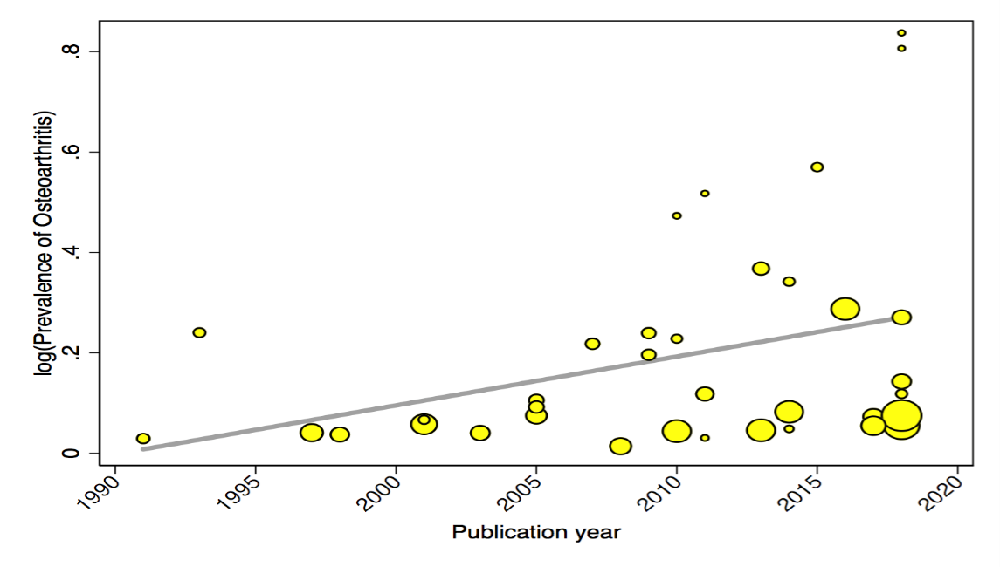 .8
.6
.4
.2
0
log(Prevalence of Osteoarthritis)
1990 1995 2000 2005 2010 2015 2020
Publication year